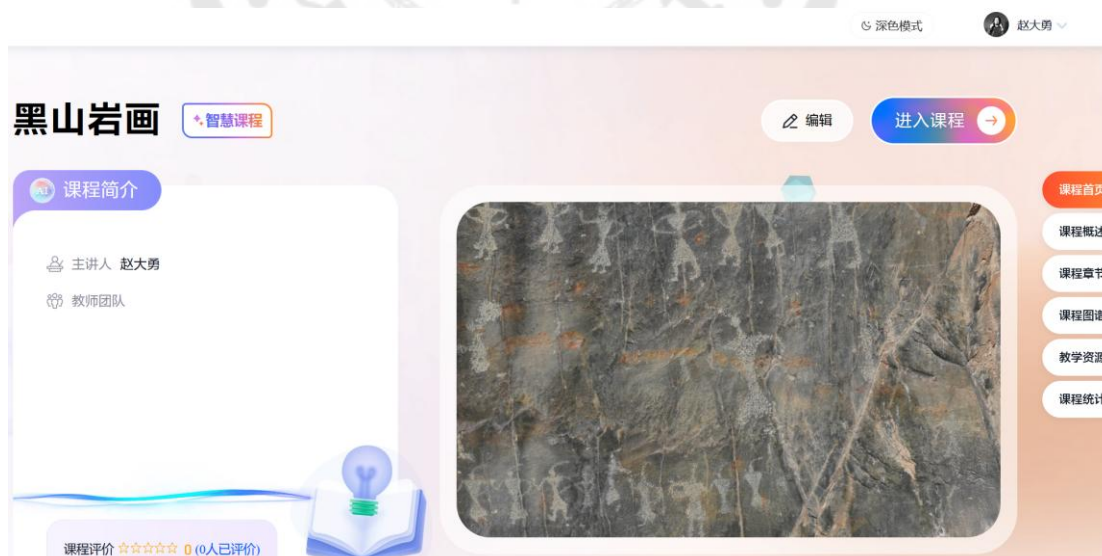 深色模式
赵大勇
黑山岩画
智慧课程
编辑
进入课程
课程简介
主讲人 赵大勇
教师团队
课程评价 0 (0人已评价)
课程首页
课程概述
课程章节
课程图谱
教学资源
课程统计